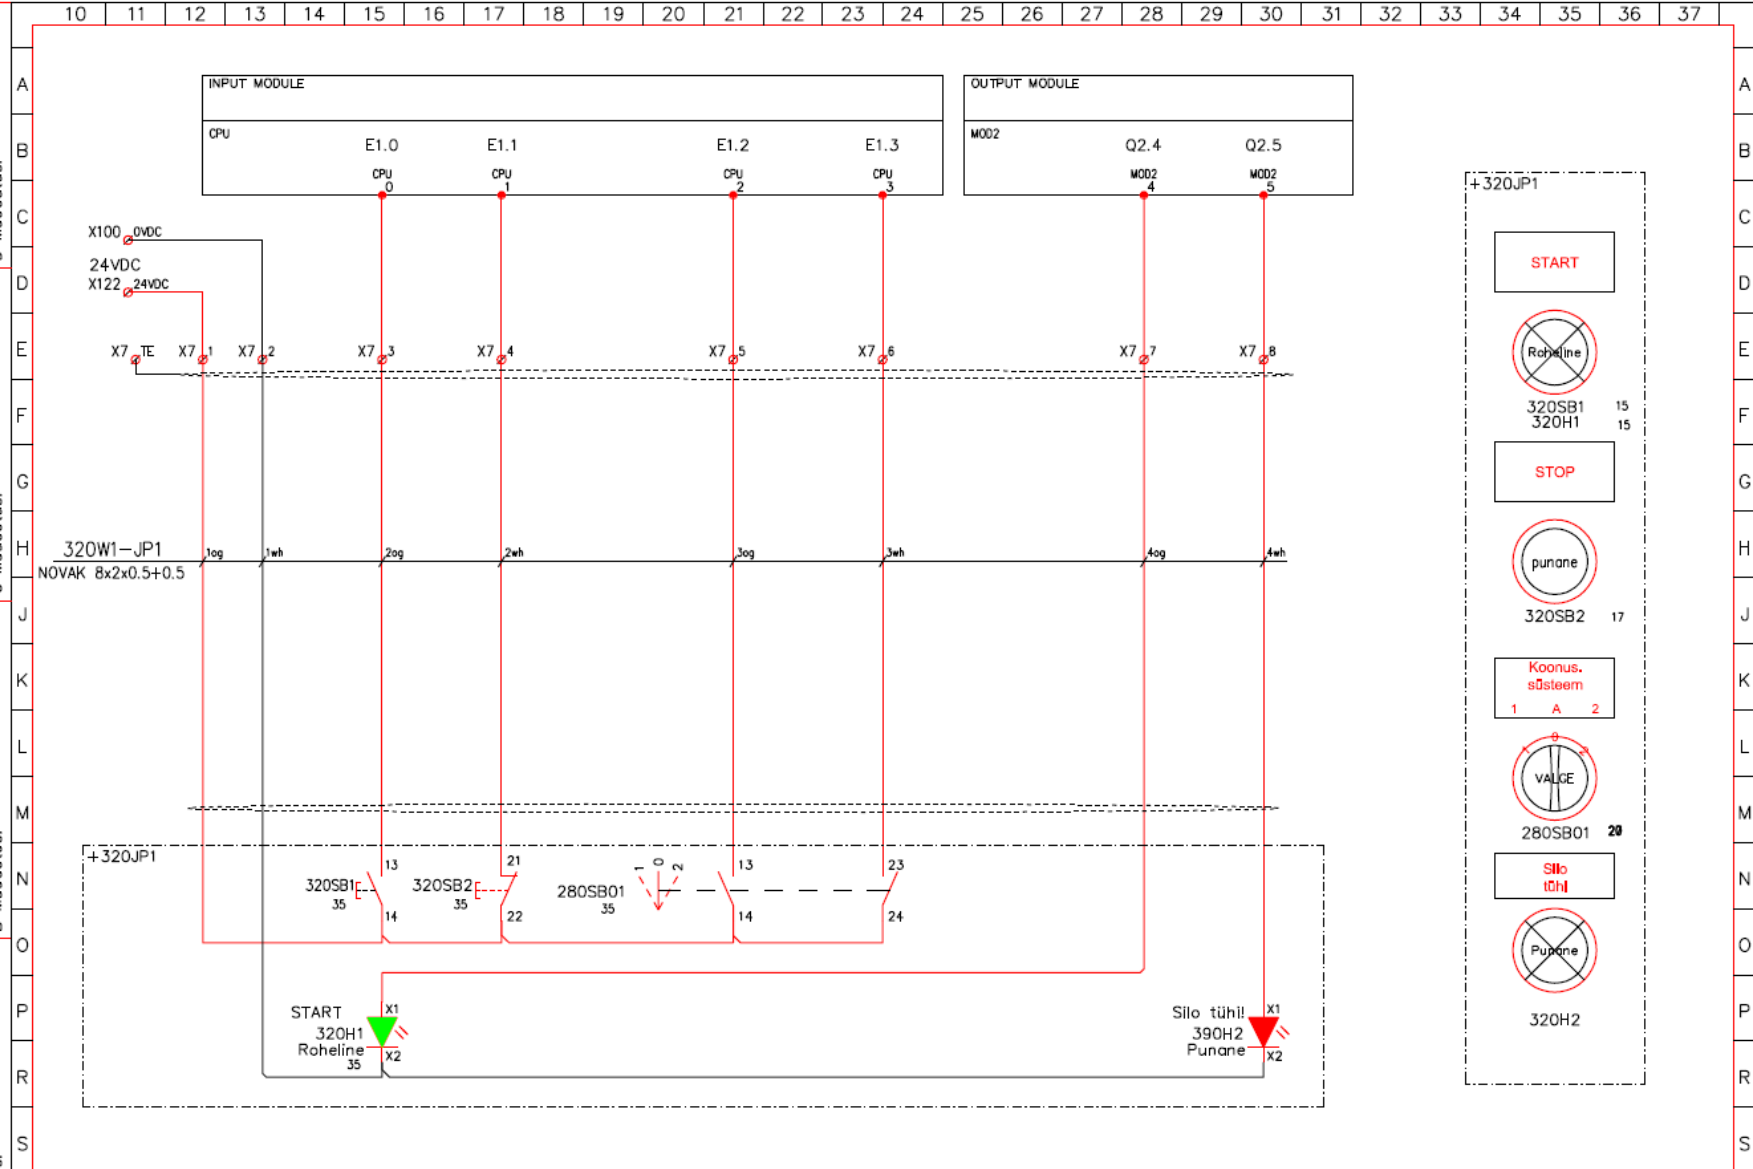 10 11 12 13 14 15 16 17 18 19 20 21 22 23 24 25 26 27 28 29 30 31 32 33 34 35 36 37
A INPUT MODULE OUTPUT MODULE A
CPU MOD2
B E1.0 E1.1 E1.2 E1.3 Q2.4 Q2.5 B
CPU CPU CPU CPU MOD2 MOD2
0 1 2 3 4 5
+320JP1
C C
X100 0VDC
24VDC
START
D X122 24VDC D
E X7 TE X7 1 X7 2 X7 3 X7 4 X7 5 X7 6 X7 7 X7 8 Roheline E
320SB1 15
F F
320H1 15
G STOP G
H 320W1-JP1 1og 1wh 2og 2wh 3og 3wh 4og 4wh H
NOVAK 8x2x0.5+0.5
punane
J 320SB2 17 J
Koonus.
K süsteem K
1 A 2
1 0 2
L L
VALGE
M M
280SB01 20
+320JP1
13 21 1 0 2 13 23
Silo
N 320SB1 320SB2 280SB01 tühl N
35 35 35
14 22 14 24
O O
Punane
P START X1 Silo tühi! X1 P
320H1 390H2 320H2
Roheline X2 Punane X2
35
R R
S S